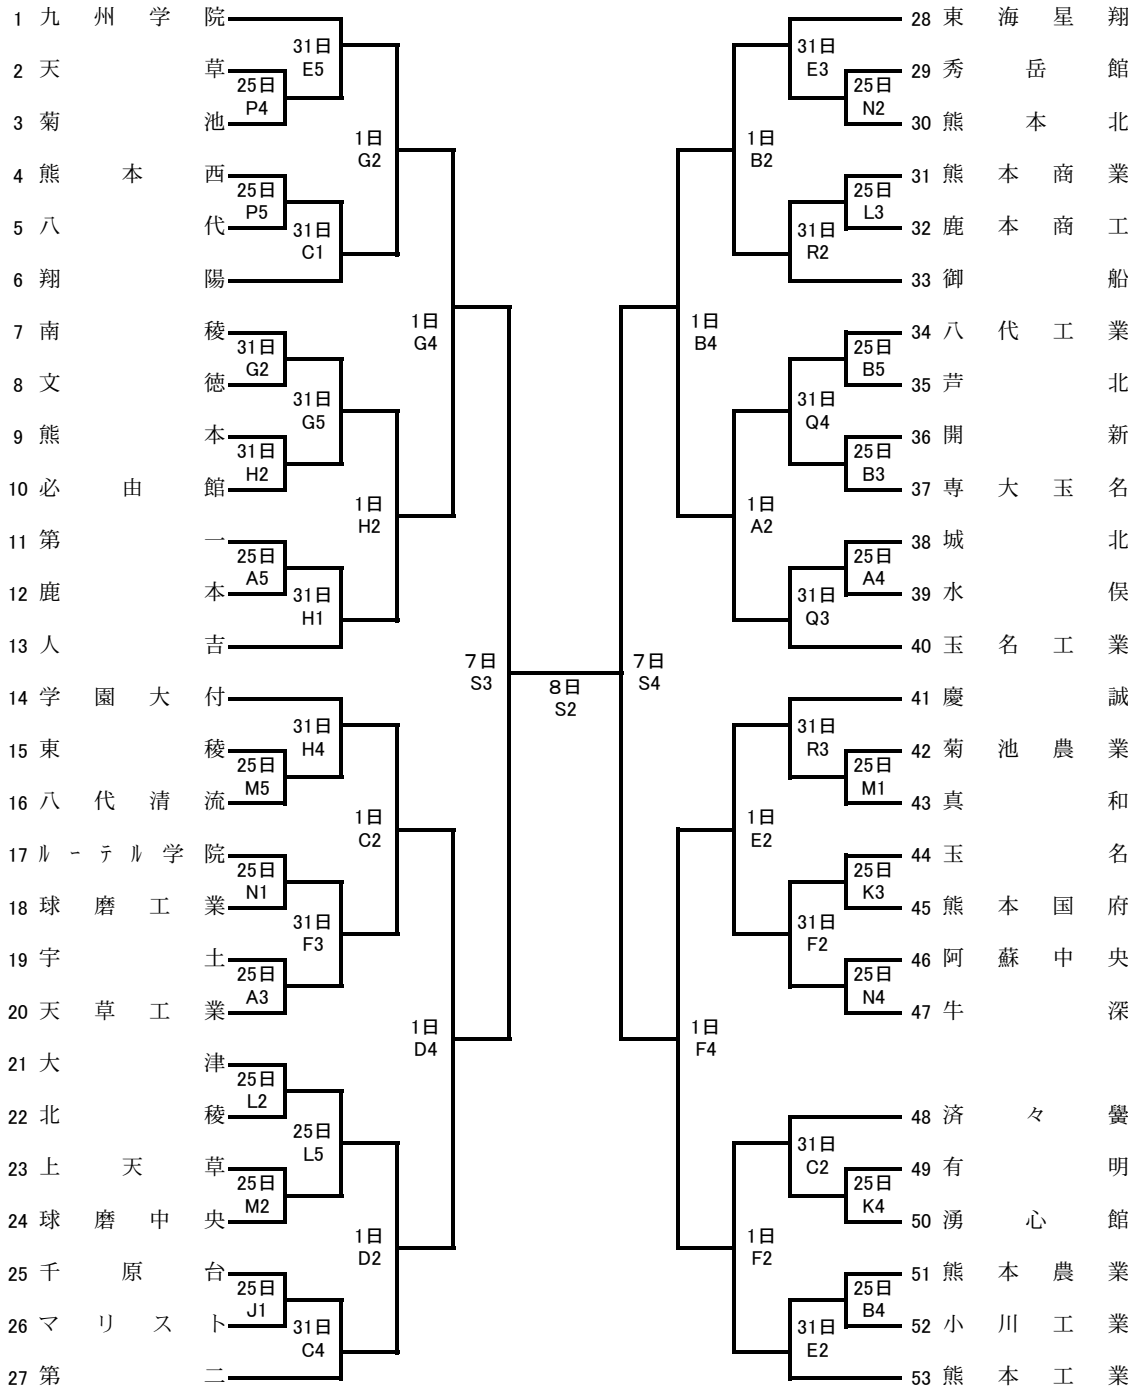 1 九州学院
31日
E5
2 天草
25日
P4
3 菊池
1日
G2
4 熊本西
25日
P5
5 八代
31日
C1
6 翔陽
1日
G4
7 南稜
31日
G2
8 文徳
31日
G5
9 熊本
31日
H2
10 必由館
1日
H2
11 第一
25日
A5
12 鹿本
31日
H1
13 人吉
7日
S3
14 学園大付
31日
H4
15 東稜
25日
M5
16 八代清流
1日
C2
17 ルーテル学院
25日
N1
18 球磨工業
31日
F3
19 宇土
25日
A3
20 天草工業
1日
D4
21 大津
25日
L2
22 北稜
25日
L5
23 上天草
25日
M2
24 球磨中央
1日
D2
25 千原台
25日
J1
26 マリスト
31日
C4
27 第二
8日
S2
28 東海星翔
31日
E3
29 秀岳館
25日
N2
30 熊本北
1日
B2
31 熊本商業
25日
L3
32 鹿本商工
31日
R2
33 御船
1日
B4
34 八代工業
25日
B5
35 芦北
31日
Q4
36 開新
25日
B3
37 専大玉名
1日
A2
38 城北
25日
A4
39 水俣
31日
Q3
40 玉名工業
7日
S4
41 慶誠
31日
R3
42 菊池農業
25日
M1
43 真和
1日
E2
44 玉名
25日
K3
45 熊本国府
31日
F2
46 阿蘇中央
25日
N4
47 牛深
1日
F4
48 済々黌
31日
C2
49 有明
25日
K4
50 湧心館
1日
F2
51 熊本農業
25日
B4
52 小川工業
31日
E2
53 熊本工業